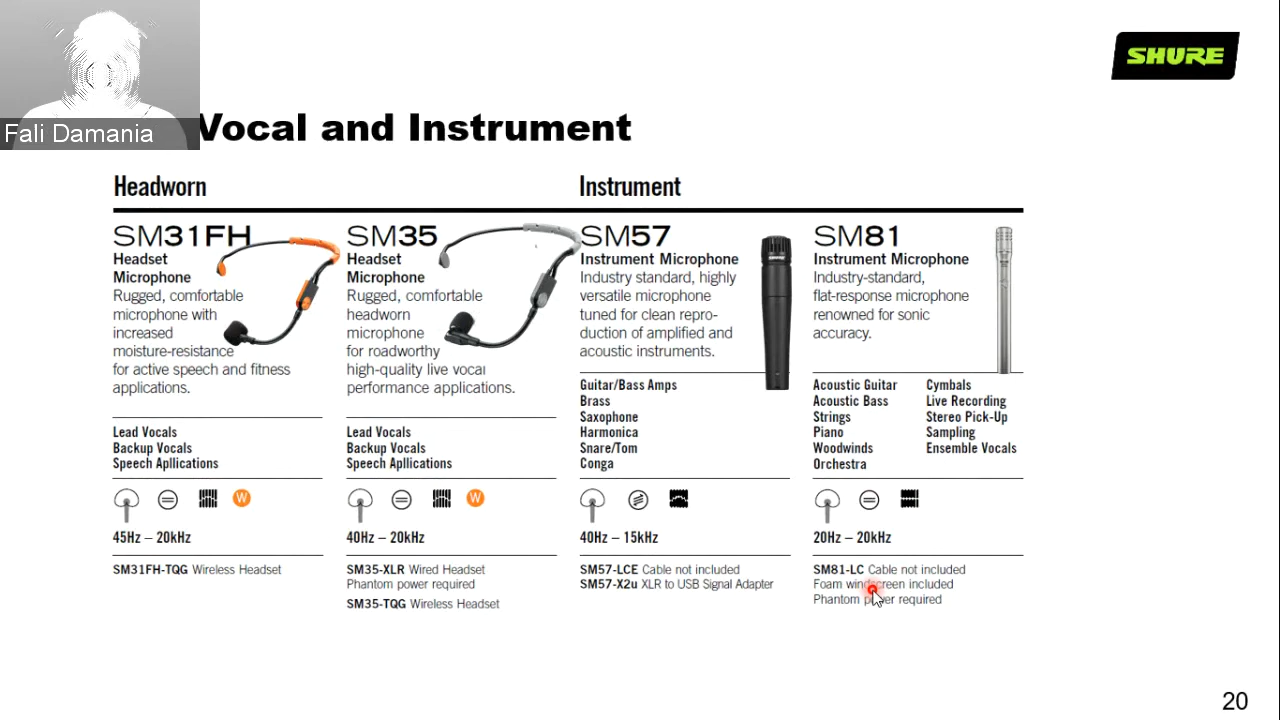 Fali Damania
SHURE
Vocal and Instrument
Headworn
Instrument
SM31FH
Headset
Microphone
Rugged, comfortable
microphone with
increased
moisture-resistance
for active speech and fitness
applications.
Lead Vocals
Backup Vocals
Speech Apllications
W
45Hz – 20kHz
SM31FH-TQG Wireless Headset
SM35
Headset
Microphone
Rugged, comfortable
headworn
microphone
for roadworthy
high-quality live vocal
performance applications.
Lead Vocals
Backup Vocals
Speech Apllications
W
40Hz – 20kHz
SM35-XLR Wired Headset
Phantom power required
SM35-TQG Wireless Headset
SM57
Instrument Microphone
Industry standard, highly
versatile microphone
tuned for clean repro-
duction of amplified and
acoustic instruments.
SHURE
Guitar/Bass Amps
Brass
Saxophone
Harmonica
Snare/Tom
Conga
40Hz – 15kHz
SM57-LCE Cable not included
SM57-X2u XLR to USB Signal Adapter
SM81
Instrument Microphone
Industry-standard,
flat-response microphone
renowned for sonic
accuracy.
Acoustic Guitar
Acoustic Bass
Strings
Piano
Woodwinds
Orchestra
Cymbals
Live Recording
Stereo Pick-Up
Sampling
Ensemble Vocals
20Hz – 20kHz
SM81-LC Cable not included
Foam windscreen included
Phantom power required
20